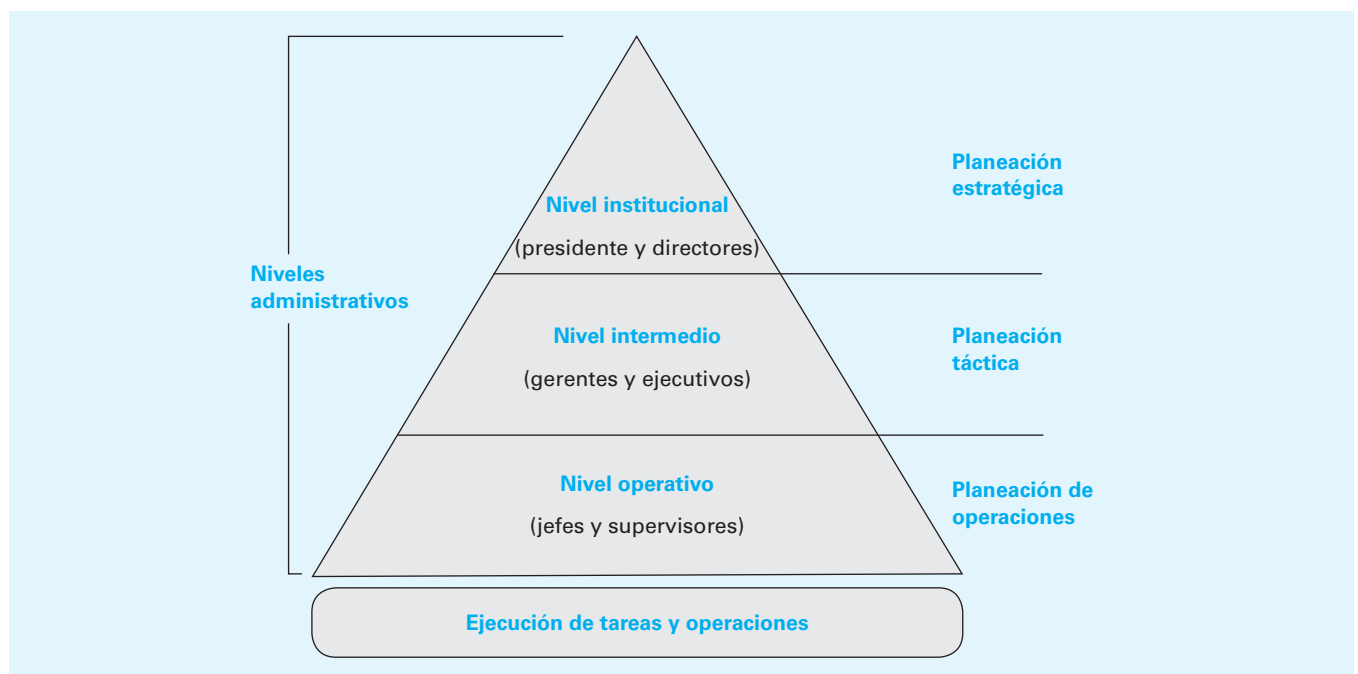 Planeación
estratégica
Nivel institucional
(presidente y directores)
Niveles
administrativos
Nivel intermedio
(gerentes y ejecutivos)
Planeación
táctica
Nivel operativo
(jefes y supervisores)
Planeación de
operaciones
Ejecución de tareas y operaciones